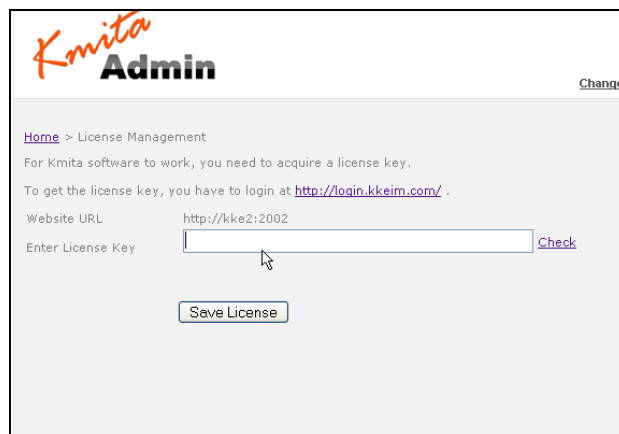 Kmita
Admin
Change
Home > License Management
For Kmita software to work, you need to acquire a license key.
To get the license key, you have to login at http://login.kkeim.com/ .
Website URL http://kke2:2002
Enter License Key Check
Save License